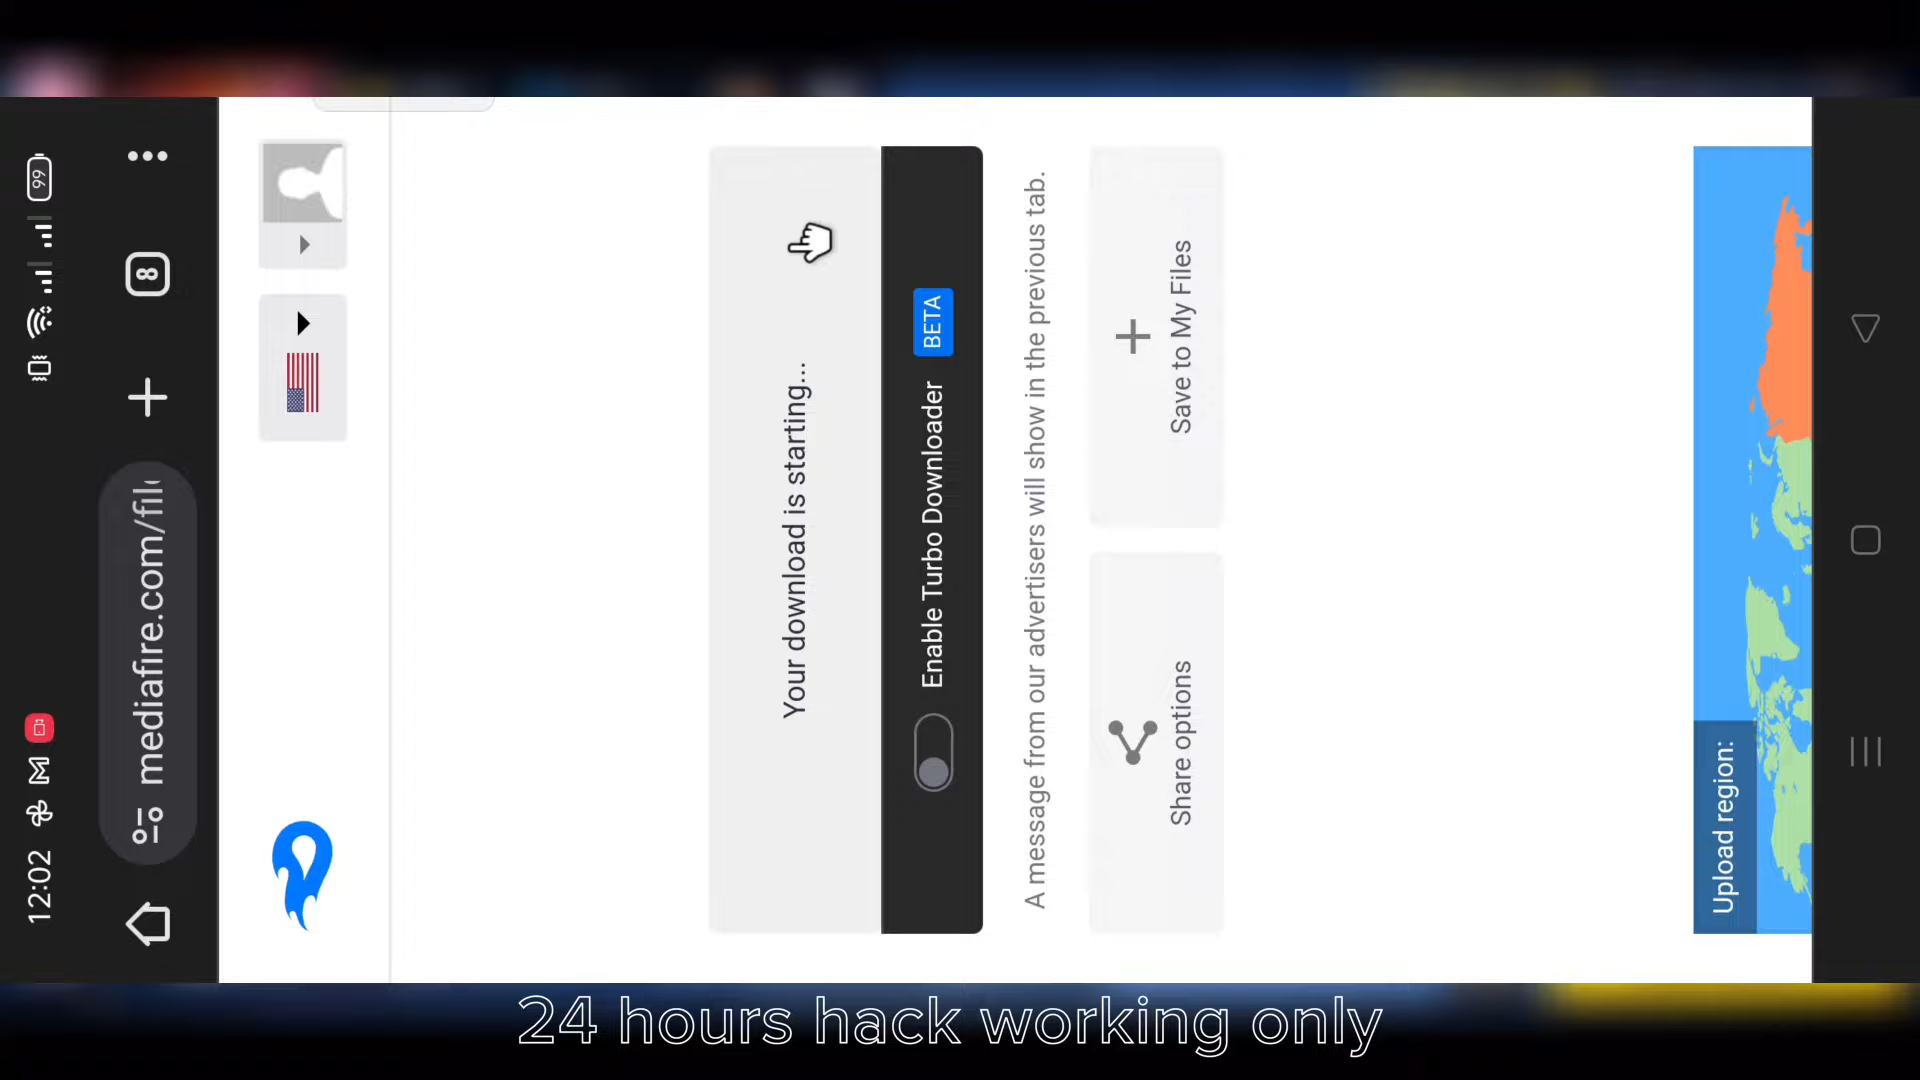 12:02
99
mediafire.com/fil
8
Your download is starting...
Enable Turbo Downloader BETA
A message from our advertisers will show in the previous tab.
Share options
Save to My Files
Upload region:
24 hours hack working only